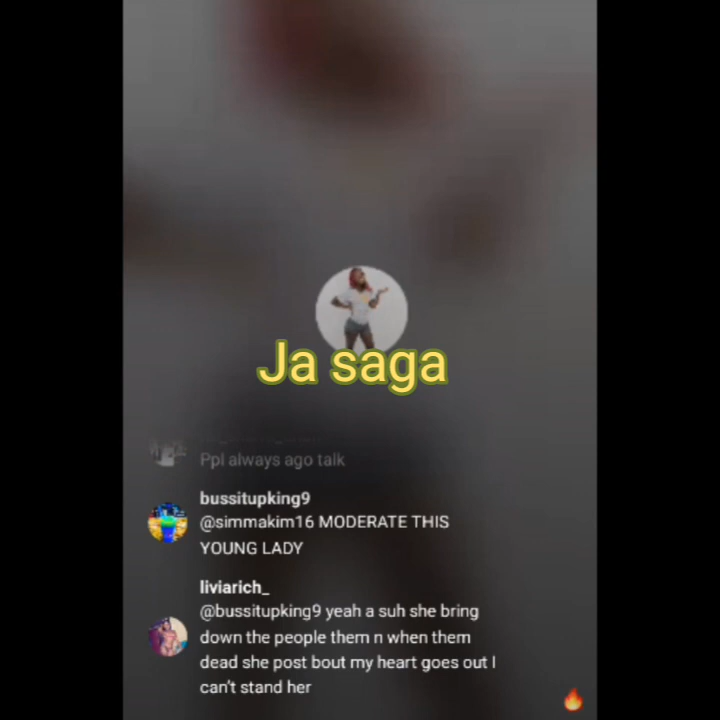 Ja saga
Ppl always ago talk
bussitupking9
@simmakim16 MODERATE THIS
YOUNG LADY
liviarich_
@bussitupking9 yeah a suh she bring
down the people them n when them
dead she post bout my heart goes out I
can't stand her